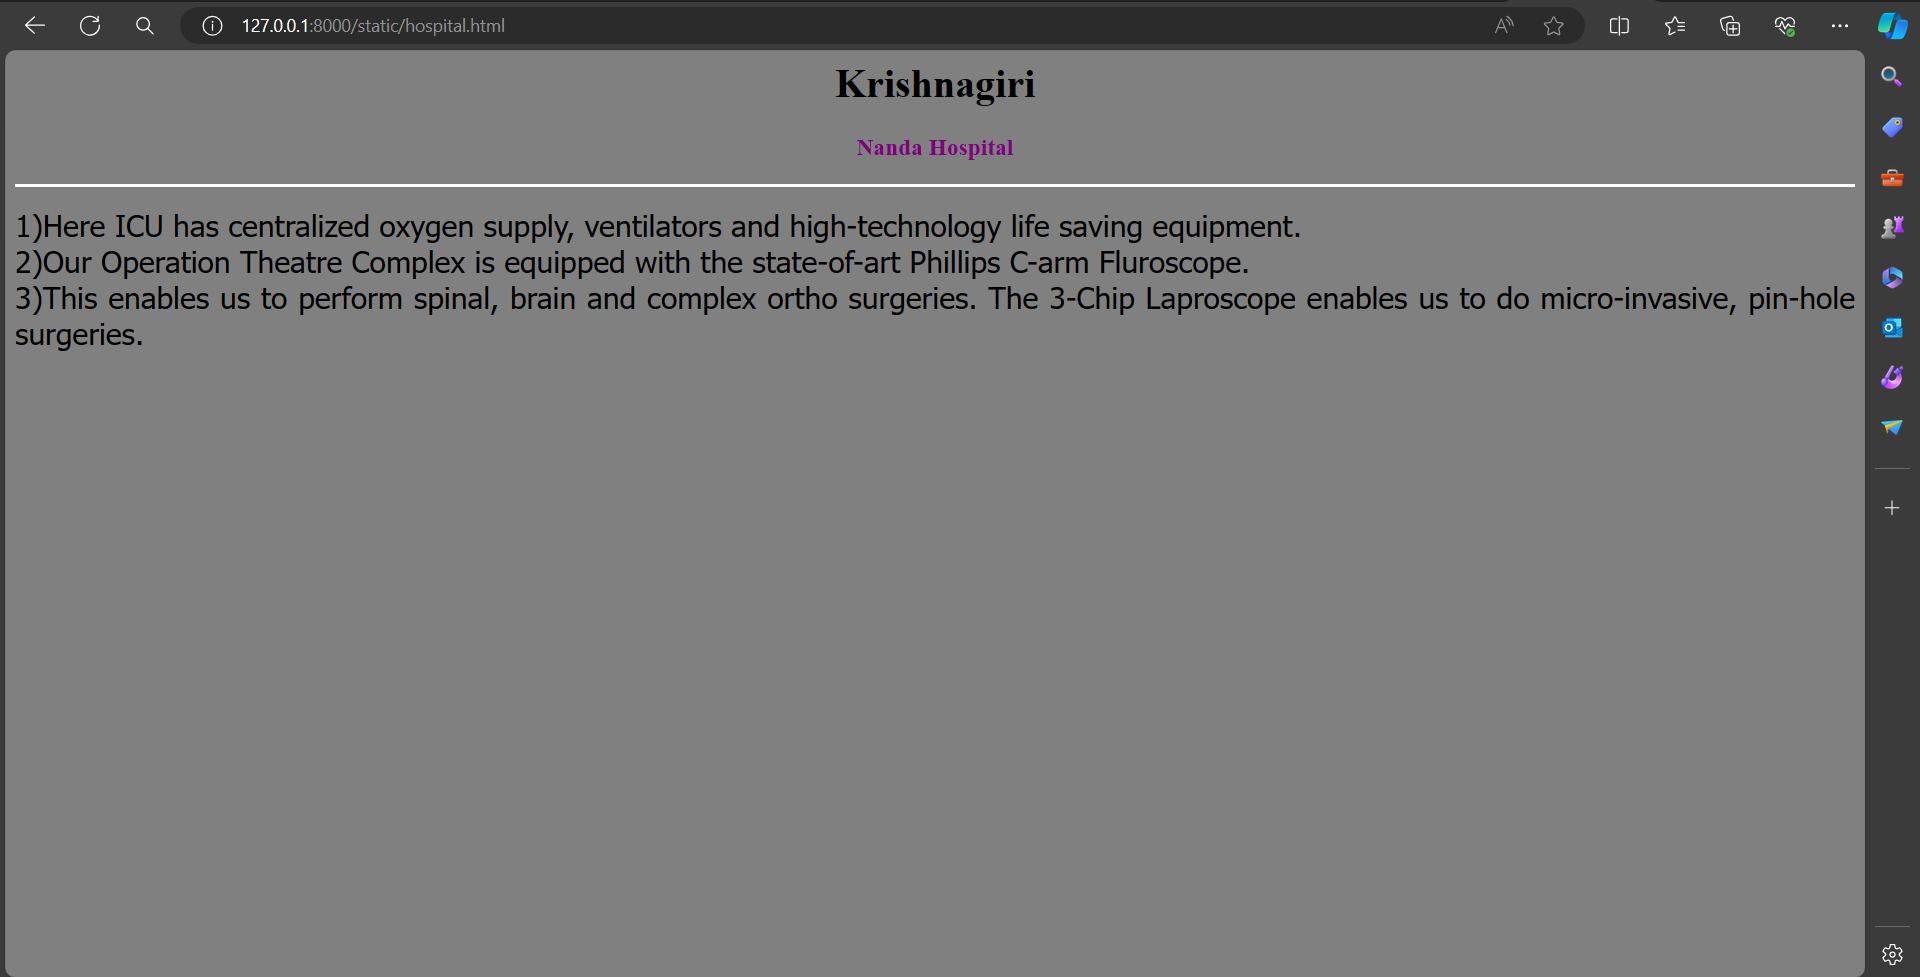 127.0.0.1:8000/static/hospital.html
Krishnagiri
Nanda Hospital
1)Here ICU has centralized oxygen supply, ventilators and high-technology life saving equipment.
2)Our Operation Theatre Complex is equipped with the state-of-art Phillips C-arm Fluroscope.
3)This enables us to perform spinal, brain and complex ortho surgeries. The 3-Chip Laproscope enables us to do micro-invasive, pin-hole
surgeries.